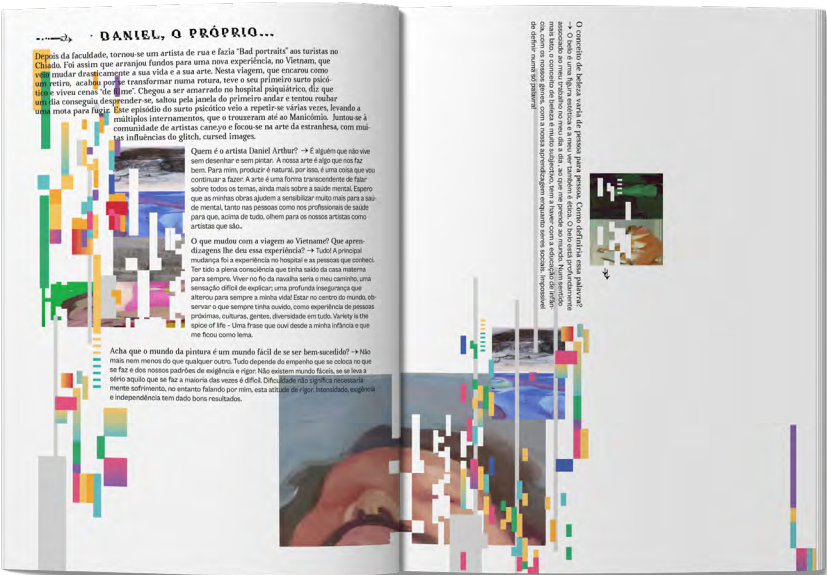 DANIEL, O PRÓPRIO...
Depois da faculdade, tornou-se um artista de rua e fazia "Bad portraits" aos turistas no
Chiado. Foi assim que arranjou fundos para uma nova experiência, no Vietnam, que
veio mudar drasticamente a sua vida e a sua arte. Nesta viagem, que encarou como
um retiro, acabou por se transformar numa rotura, teve o seu primeiro surto psicó-
tico e viveu cenas "de filme". Chegou a ser amarrado no hospital psiquiátrico, diz que
um dia conseguiu desprender-se, saltou pela janela do primeiro andar e tentou roubar
uma mota para fugir. Este episódio do surto psicótico veio a repetir-se várias vezes, levando a
múltiplos internamentos, que o trouxeram até ao Manicómio. Juntou-se à
comunidade de artistas cane.yo e focou-se na arte da estranhesa, com mui-
tas influências do glitch, cursed images.
Quem é o artista Daniel Arthur? → É alguém que não vive
sem desenhar e sem pintar. A nossa arte é algo que nos faz
bem. Para mim, produzir é natural, por isso, é uma coisa que vou
continuar a fazer. A arte é uma forma transcendente de falar
sobre todos os temas, ainda mais sobre a saúde mental. Espero
que as minhas obras ajudem a sensibilizar muito mais para a saú-
de mental, tanto nas pessoas como nos profissionais de saúde
para que, acima de tudo, olhem para os nossos artistas como
artistas que são..
O que mudou com a viagem ao Vietname? Que apren-
dizagens lhe deu essa experiência? → Tudo! A principal
mudança foi a experiência no hospital e as pessoas que conheci.
Ter tido a plena consciência que tinha saído da casa materna
para sempre. Viver no fio da navalha seria o meu caminho, uma
sensação difícil de explicar; uma profunda insegurança que
alterou para sempre a minha vida! Estar no centro do mundo, ob-
servar o que sempre tinha ouvido, como experiência de pessoas
próximas, culturas, gentes, diversidade em tudo. Variety is the
spice of life – Uma frase que ouvi desde a minha infância e que
me ficou como lema.
Acha que o mundo da pintura é um mundo fácil de se ser bem-sucedido? → Não
mais nem menos do que qualquer outro. Tudo depende do empenho que se coloca no que
se faz e dos nossos padrões de exigência e rigor. Não existem mundo fáceis, se se leva a
sério aquilo que se faz a maioria das vezes é difícil. Dificuldade não significa necessaria-
mente sofrimento, no entanto falando por mim, esta atitude de rigor, intensidade, exigência
e independência tem dado bons resultados.
O conceito de beleza varia de pessoa para pessoa. Como definiria essa palavra?
→ O belo é uma figura estética e a meu ver também é ética. O belo está profundamente
associado ao meu trabalho no meu dia a dia, ao que me prende ao mundo. Num sentido
mais lato, o conceito de beleza é muito subjectivo, tem a haver com a educação de infân-
cia, com os nossos genes, com a nossa aprendizagem enquanto seres sociais. Impossível
de definir numa só palavra!